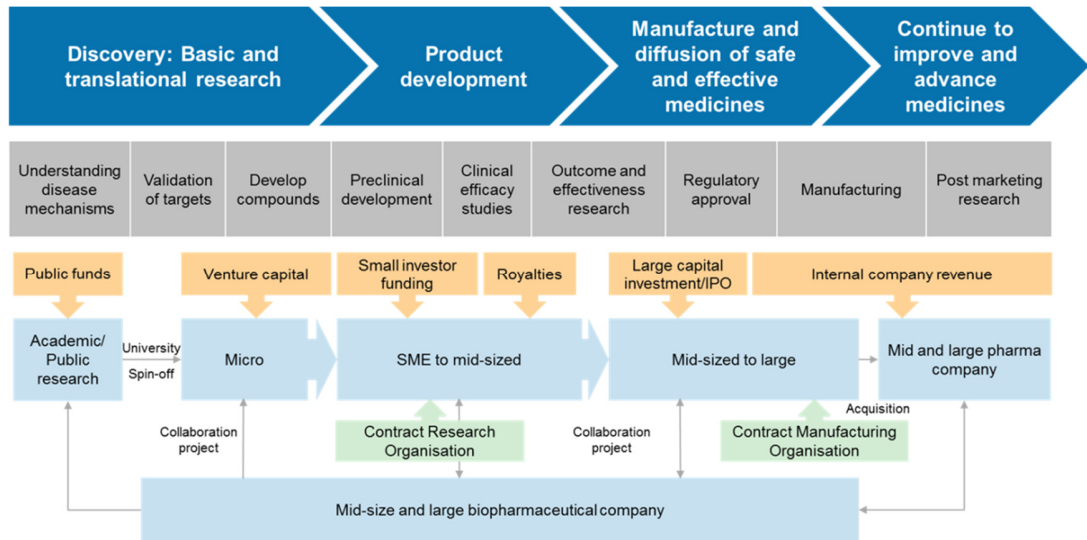 Discovery: Basic and
translational research
Product
development
Manufacture and
diffusion of safe
and effective
medicines
Continue to
improve and
advance
medicines
Understanding
disease
mechanisms
Validation
of targets
Develop
compounds
Preclinical
development
Clinical
efficacy
studies
Outcome and
effectiveness
research
Regulatory
approval
Manufacturing
Post marketing
research
Public funds
Venture capital
Small investor
funding
Royalties
Large capital
investment/IPO
Internal company revenue
Academic/
Public
research
University
Spin-off
Micro
SME to mid-sized
Mid-sized to large
Mid and large pharma
company
Collaboration
project
Contract Research
Organisation
Collaboration
project
Contract Manufacturing
Organisation
Acquisition
Mid-size and large biopharmaceutical company